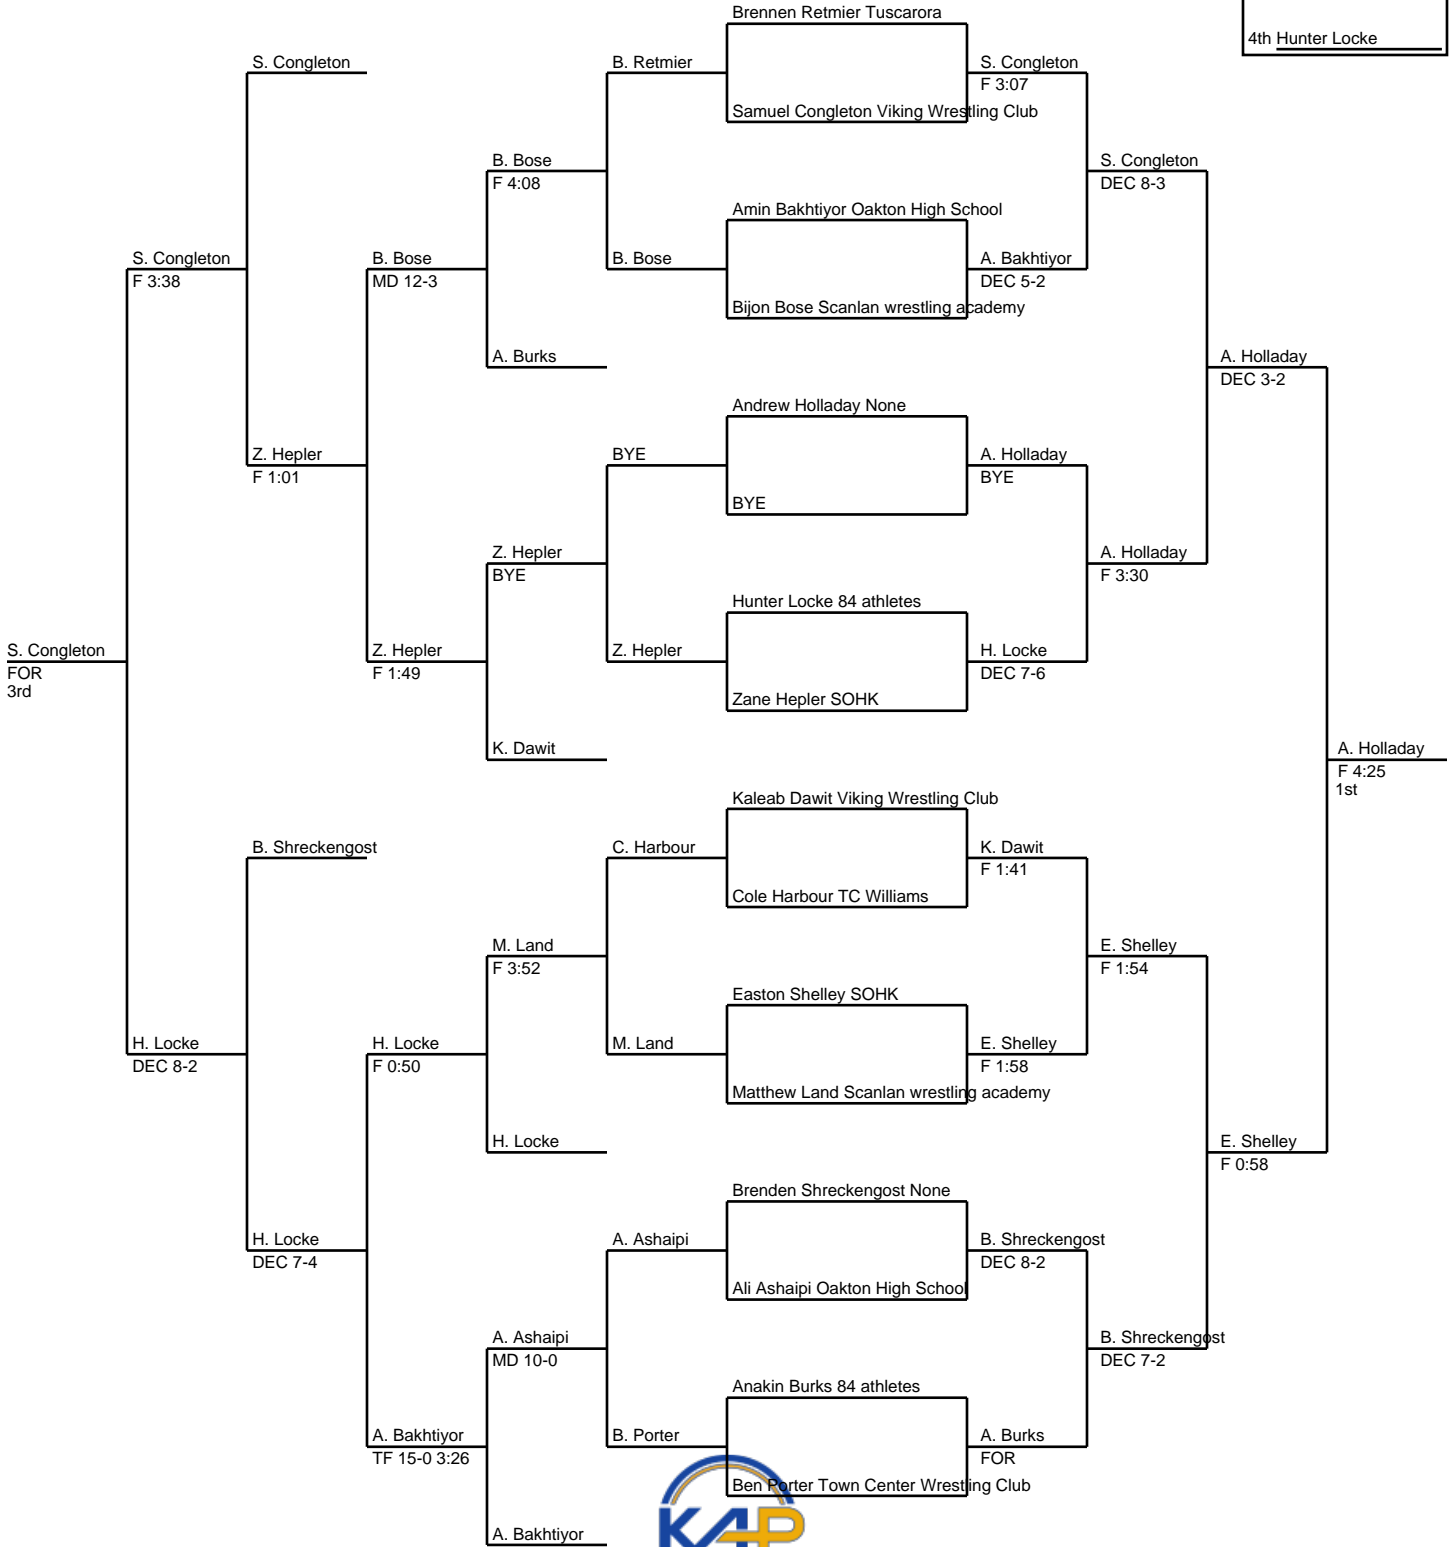 Brennen Retmier Tuscarora
4th Hunter Locke
S. Congleton
B. Retmier
S. Congleton
F 3:07
Samuel Congleton Viking Wrestling Club
B. Bose
F 4:08
S. Congleton
DEC 8-3
Amin Bakhtiyor Oakton High School
S. Congleton
F 3:38
B. Bose
MD 12-3
B. Bose
A. Bakhtiyor
DEC 5-2
Bijon Bose Scanlan wrestling academy
A. Burks
A. Holladay
DEC 3-2
Andrew Holladay None
Z. Hepler
F 1:01
BYE
A. Holladay
BYE
BYE
Z. Hepler
BYE
A. Holladay
F 3:30
Hunter Locke 84 athletes
S. Congleton
FOR
3rd
Z. Hepler
F 1:49
Z. Hepler
H. Locke
DEC 7-6
Zane Hepler SOHK
K. Dawit
A. Holladay
F 4:25
1st
Kaleab Dawit Viking Wrestling Club
B. Shreckengost
C. Harbour
K. Dawit
F 1:41
Cole Harbour TC Williams
M. Land
F 3:52
E. Shelley
F 1:54
Easton Shelley SOHK
H. Locke
DEC 8-2
H. Locke
F 0:50
M. Land
E. Shelley
F 1:58
Matthew Land Scanlan wrestling academy
H. Locke
E. Shelley
F 0:58
Brenden Shreckengost None
H. Locke
DEC 7-4
A. Ashaipi
B. Shreckengost
DEC 8-2
Ali Ashaipi Oakton High School
A. Ashaipi
MD 10-0
B. Shreckengost
DEC 7-2
Anakin Burks 84 athletes
A. Bakhtiyor
TF 15-0 3:26
B. Porter
A. Burks
FOR
Ben Porter Town Center Wrestling Club
A. Bakhtiyor
KAP